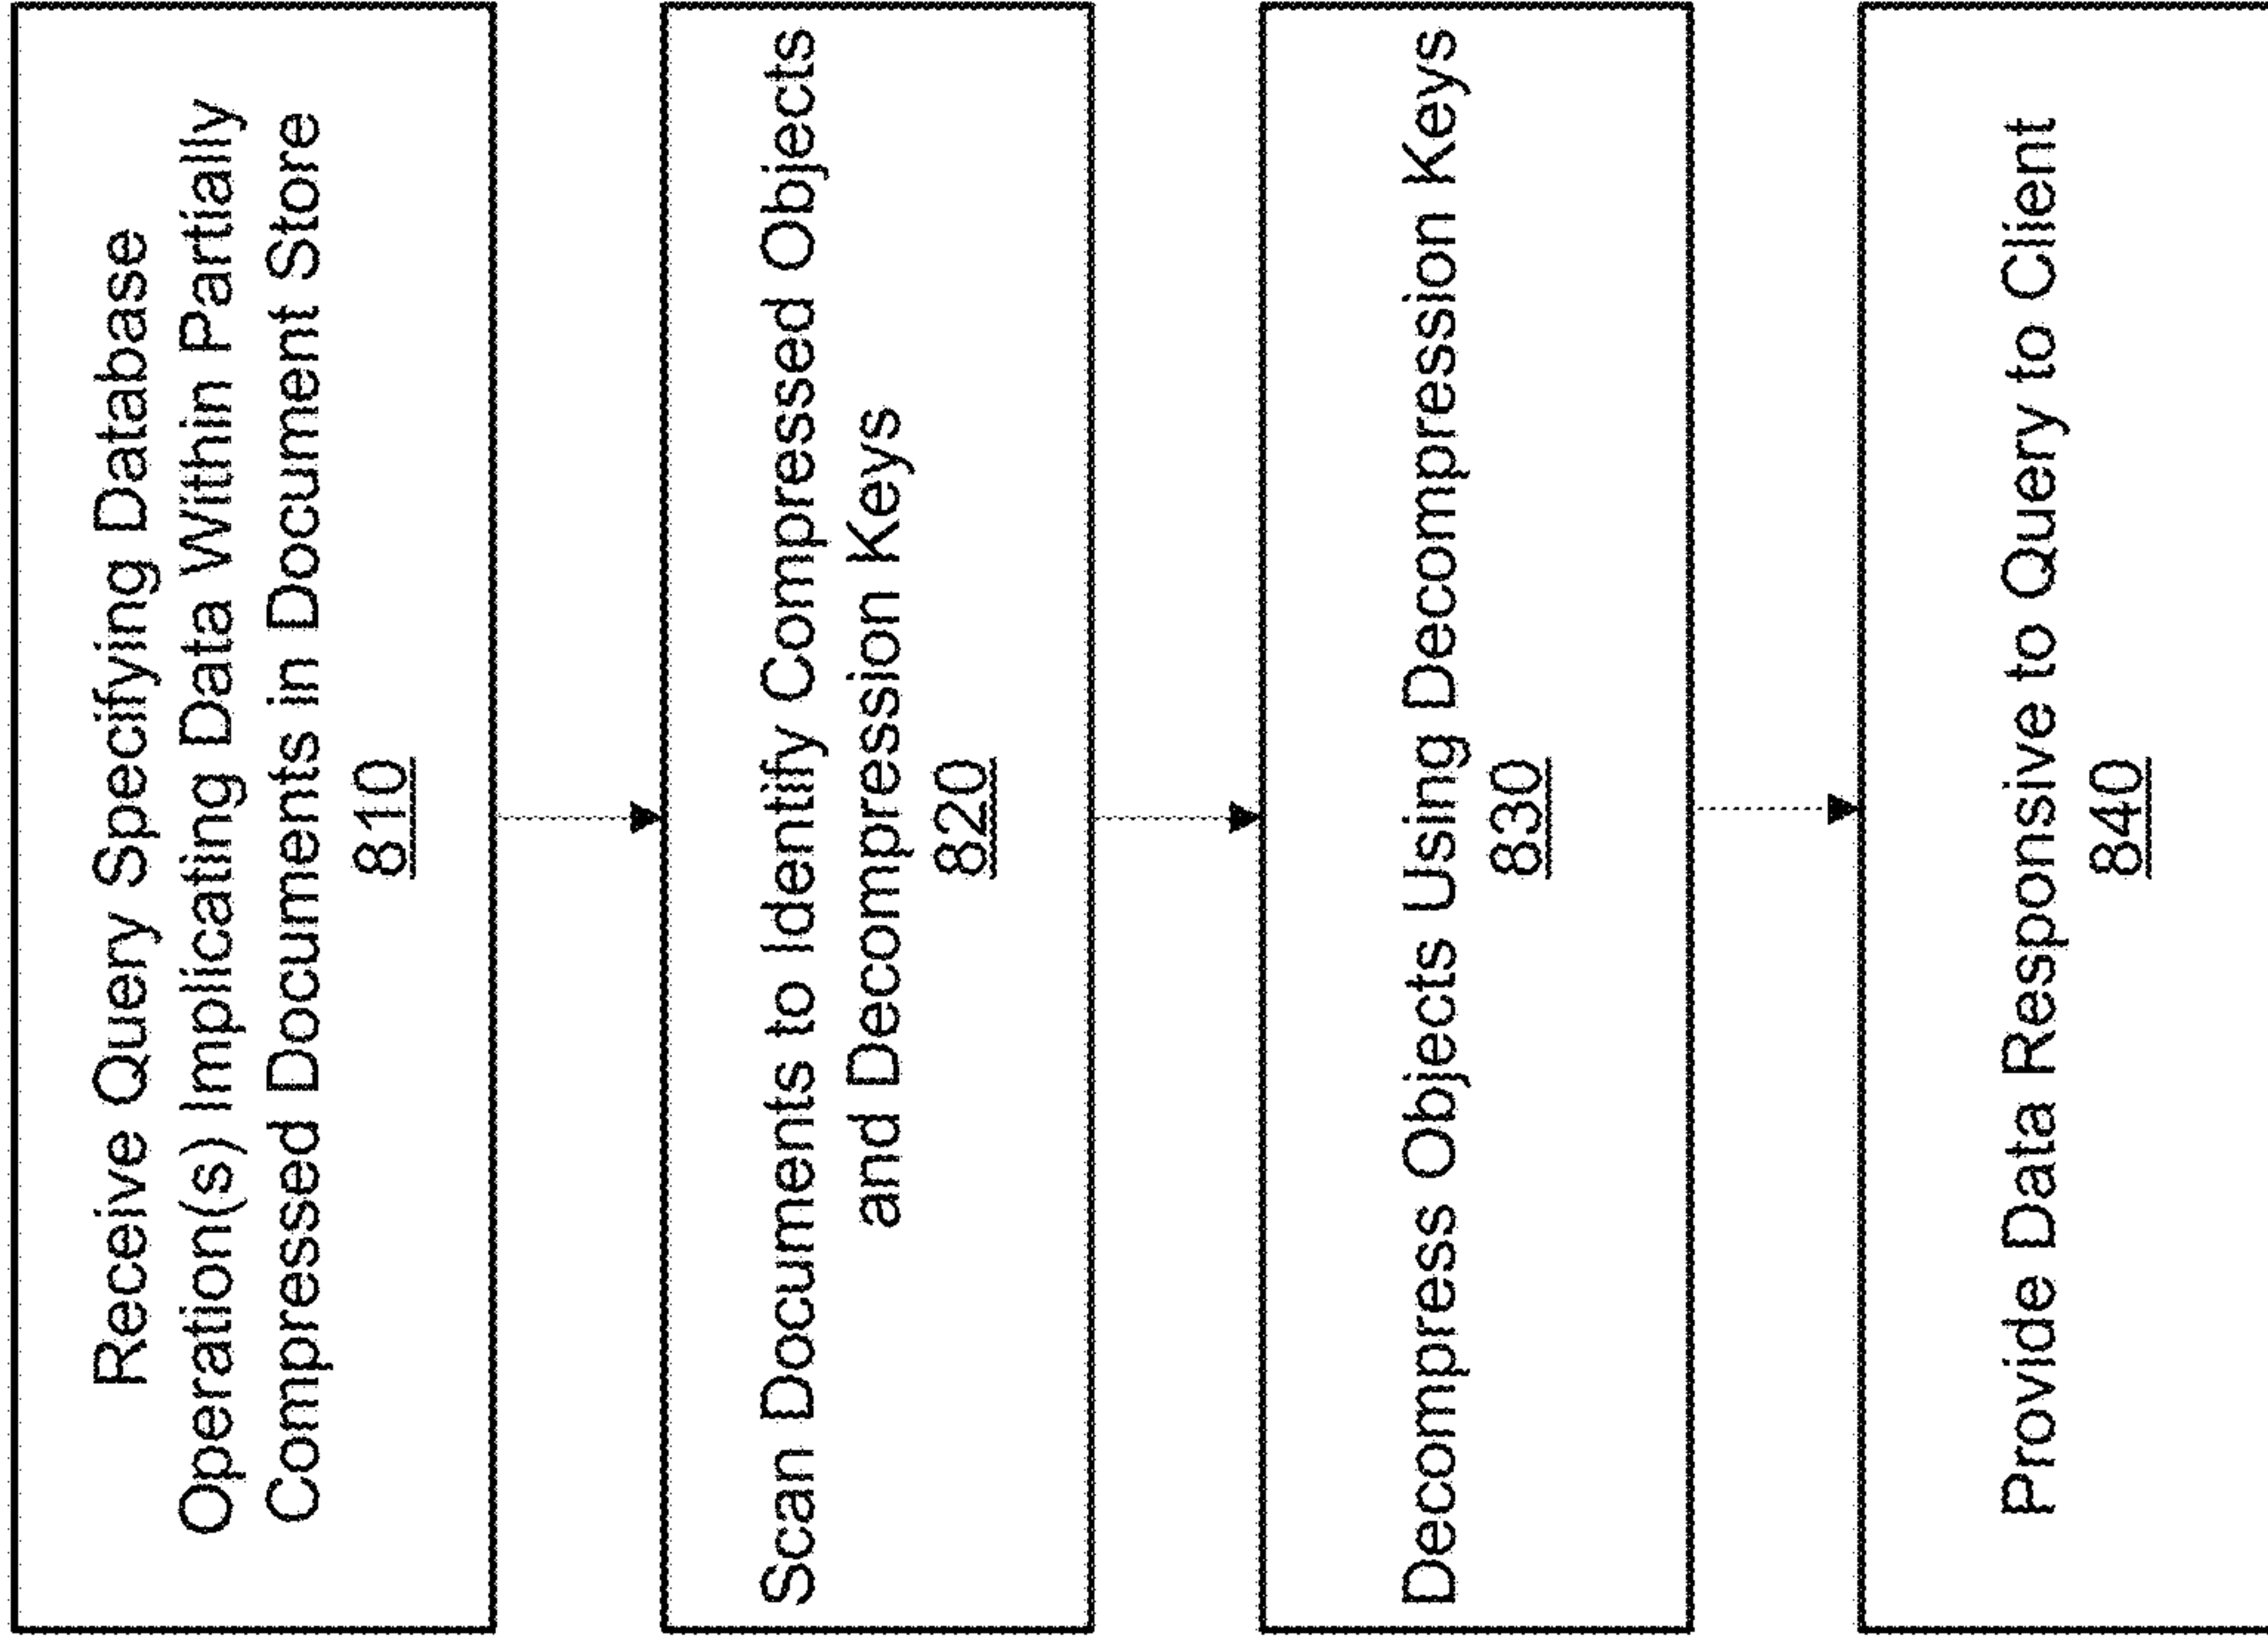 Receive Query Specifying Database
Operation(s) Implicating Data Within Partially
Compressed Documents in Document Store
810
Scan Documents to Identify Compressed Objects
and Decompression Keys
820
Decompress Objects Using Decompression Keys
830
Provide Data Responsive to Query to Client
840